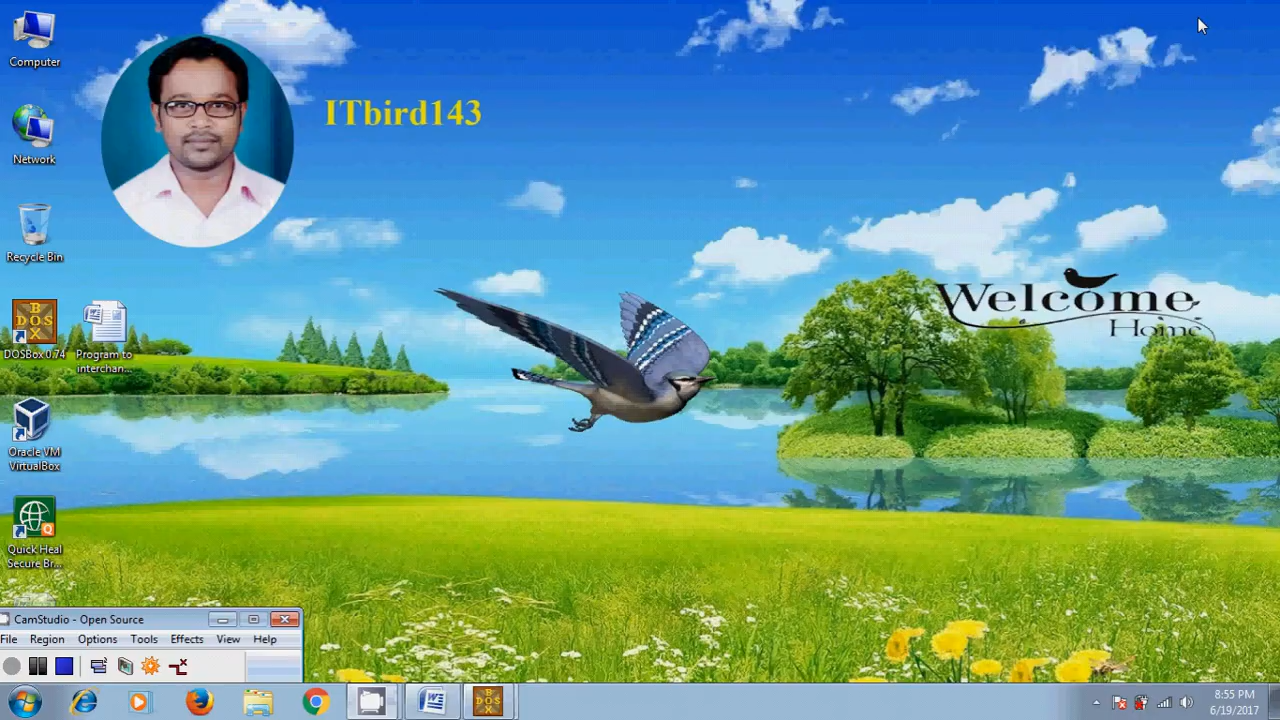 Computer
Network
Recycle Bin
DOSBox 0.74
Program to
interchan...
Oracle VM
VirtualBox
Quick Heal
Secure Br...
ITbird143
Welcome
Home
CamStudio - Open Source
File Region Options Tools Effects View Help
8:55 PM
6/19/2017